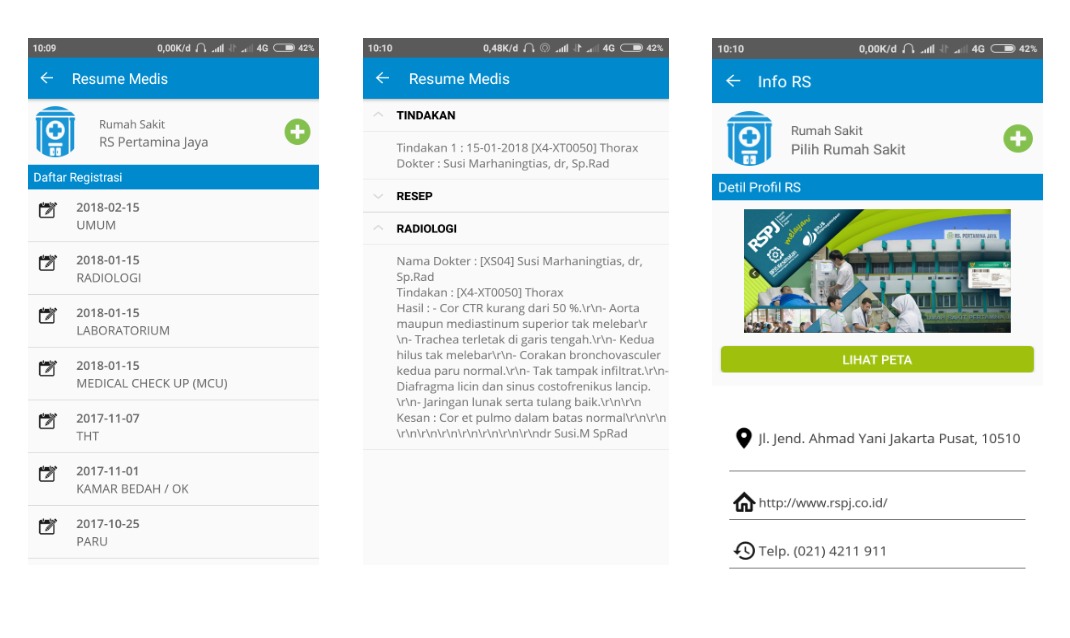 10:09 0,00K/d 4G 42%
Resume Medis
Rumah Sakit
RS Pertamina Jaya
Daftar Registrasi
2018-02-15
UMUM
2018-01-15
RADIOLOGI
2018-01-15
LABORATORIUM
2018-01-15
MEDICAL CHECK UP (MCU)
2017-11-07
THT
2017-11-01
KAMAR BEDAH / OK
2017-10-25
PARU
10:10 0,48K/d 4G 42%
Resume Medis
TINDAKAN
Tindakan 1 : 15-01-2018 [X4-XT0050] Thorax
Dokter : Susi Marhaningtias, dr, Sp.Rad
RESEP
RADIOLOGI
Nama Dokter : [XS04] Susi Marhaningtias, dr,
Sp.Rad
Tindakan : [X4-XT0050] Thorax
Hasil : - Cor CTR kurang dari 50 %.\r\n- Aorta
maupun mediastinum superior tak melebar\r
\n- Trachea terletak di garis tengah.\r\n- Kedua
hilus tak melebar\r\n- Corakan bronchovasculer
kedua paru normal.\r\n- Tak tampak infiltrat.\r\n-
Diafragma licin dan sinus costofrenikus lancip.
\r\n- Jaringan lunak serta tulang baik.\r\n\r\n
Kesan : Cor et pulmo dalam batas normal\r\n\r\n
\r\n\r\n\r\n\r\n\r\n\r\n\r\ndr Susi.M SpRad
10:10 0,00K/d 4G 42%
Info RS
Rumah Sakit
Pilih Rumah Sakit
Detil Profil RS
RSPJ
melayani
BPJS
RS. PERTAMINA JAYA
LIHAT PETA
Jl. Jend. Ahmad Yani Jakarta Pusat, 10510
http://www.rspj.co.id/
Telp. (021) 4211 911